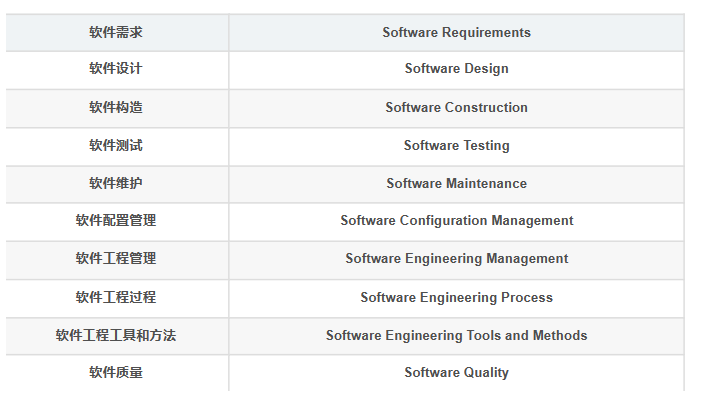 软件需求 Software Requirements
软件设计 Software Design
软件构造 Software Construction
软件测试 Software Testing
软件维护 Software Maintenance
软件配置管理 Software Configuration Management
软件工程管理 Software Engineering Management
软件工程过程 Software Engineering Process
软件工程工具和方法 Software Engineering Tools and Methods
软件质量 Software Quality